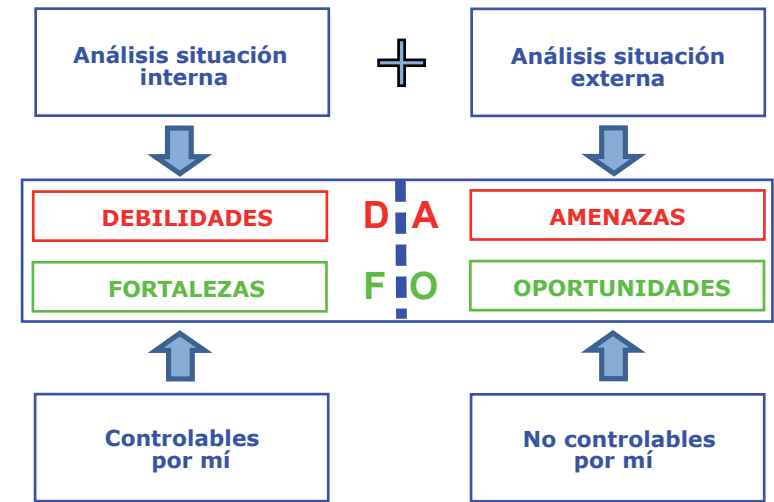 Análisis situación
interna
Análisis situación
externa
DEBILIDADES
D
A
AMENAZAS
FORTALEZAS
F
O
OPORTUNIDADES
Controlables
por mí
No controlables
por mí